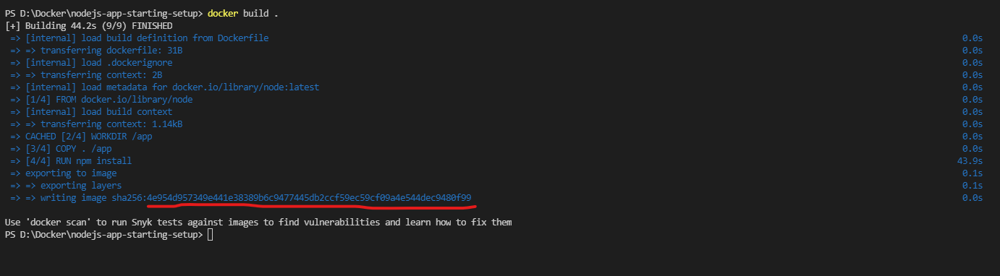 PS D:\Docker\nodejs-app-starting-setup> docker build .
[+] Building 44.2s (9/9) FINISHED
=> [internal] load build definition from Dockerfile 0.0s
=> => transferring dockerfile: 31B 0.0s
=> [internal] load .dockerignore 0.0s
=> => transferring context: 2B 0.0s
=> [internal] load metadata for docker.io/library/node:latest 0.0s
=> [1/4] FROM docker.io/library/node 0.0s
=> [internal] load build context 0.0s
=> => transferring context: 1.14kB 0.0s
=> CACHED [2/4] WORKDIR /app 0.0s
=> [3/4] COPY . /app 0.0s
=> [4/4] RUN npm install 43.9s
=> exporting to image 0.1s
=> => exporting layers 0.1s
=> => writing image sha256:4e954d957349e441e38389b6c9477445db2ccf59ec59cf09a4e544dec9480f99 0.0s
Use 'docker scan' to run Snyk tests against images to find vulnerabilities and learn how to fix them
PS D:\Docker\nodejs-app-starting-setup>